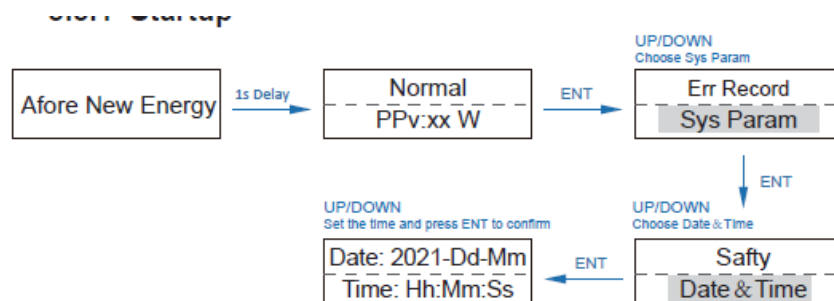 Startup
UP/DOWN
Choose Sys Param
Afore New Energy
1s Delay
Normal
PPv:xx W
ENT
Err Record
Sys Param
ENT
UP/DOWN
Set the time and press ENT to confirm
UP/DOWN
Choose Date & Time
Date: 2021-Dd-Mm
Time: Hh:Mm:Ss
ENT
Safty
Date & Time